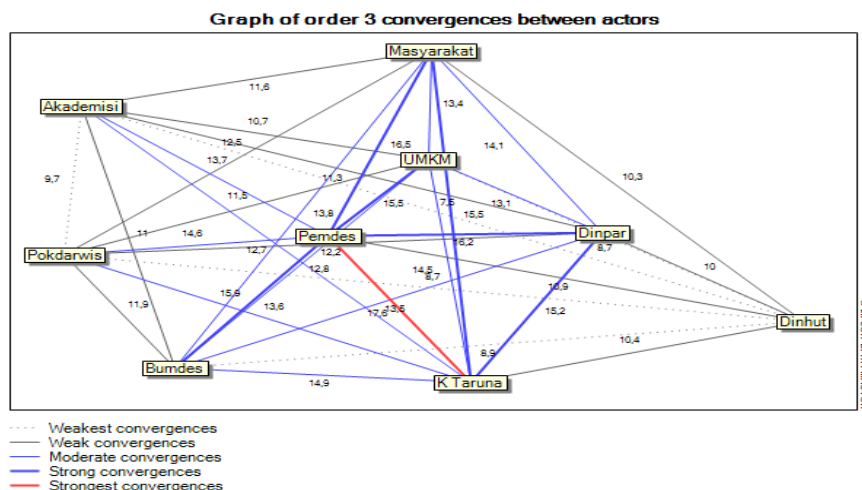 Graph of order 3 convergences between actors
Masyarakat
11,6
Akademisi
13,4
10,7
12,5
16,5
14,1
UMKM
13,7
9,7
11,3
10,3
11,5
7,5
13,1
15,5
15,5
13,8
11
14,6
Pemdes
Dinpar
16,2
8,7
Pokdarwis
12,7
12,2
12,8
14,5
8,7
10
15,9
10,9
11,9
13,6
17,6
13,5
15,2
Dinhut
10,4
8,9
Bumdes
14,9
K Taruna
Weakest convergences
Weak convergences
Moderate convergences
Strong convergences
Strongest convergences